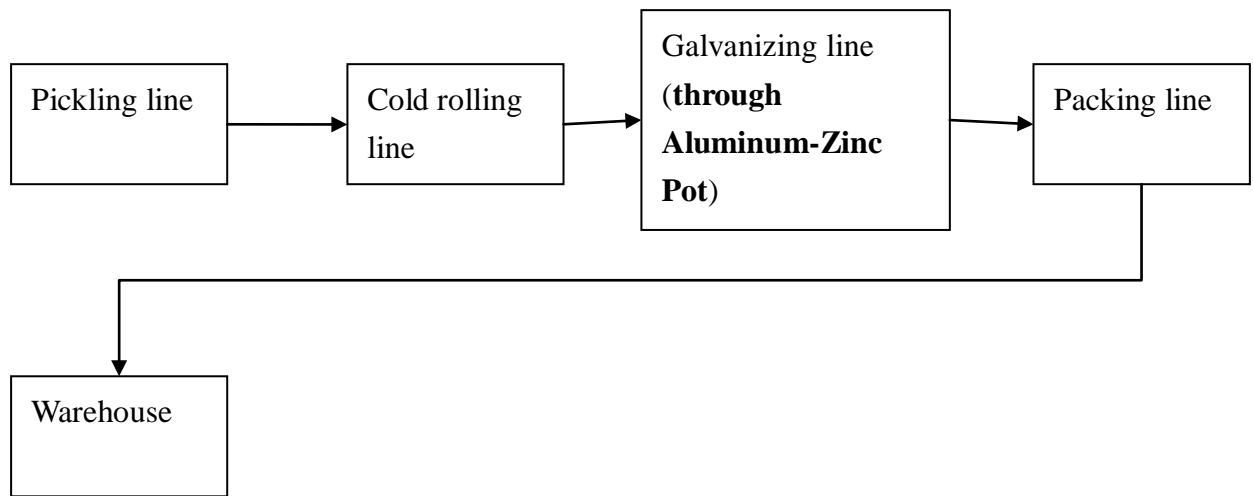 Pickling line
Cold rolling
line
Galvanizing line
(through
Aluminum-Zinc
Pot)
Packing line
Warehouse